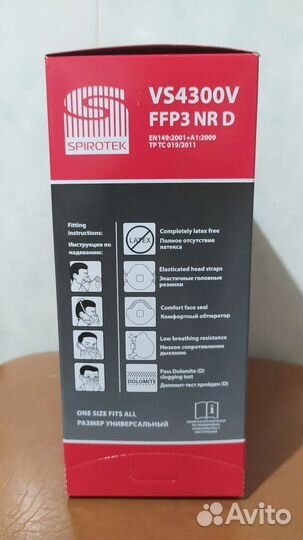 SPIROTEK
VS4300V
FFP3 NR D
EN149:2001+A1:2009
ТР ТС 019/2011
Fitting
instructions:
Инструкция по
надеванию:
LATEX
Completely latex free
Полное отсутствие
латекса
Elasticated head straps
Эластичные головные
резинки
Comfort face seal
Комфортный обтюратор
Low breathing resistance
Низкое сопротивление
дыханию
DOLOMITE
Pass Dolomite (D)
clogging test
Доломит-тест пройден (D)
ONE SIZE FITS ALL
РАЗМЕР УНИВЕРСАЛЬНЫЙ
Avito